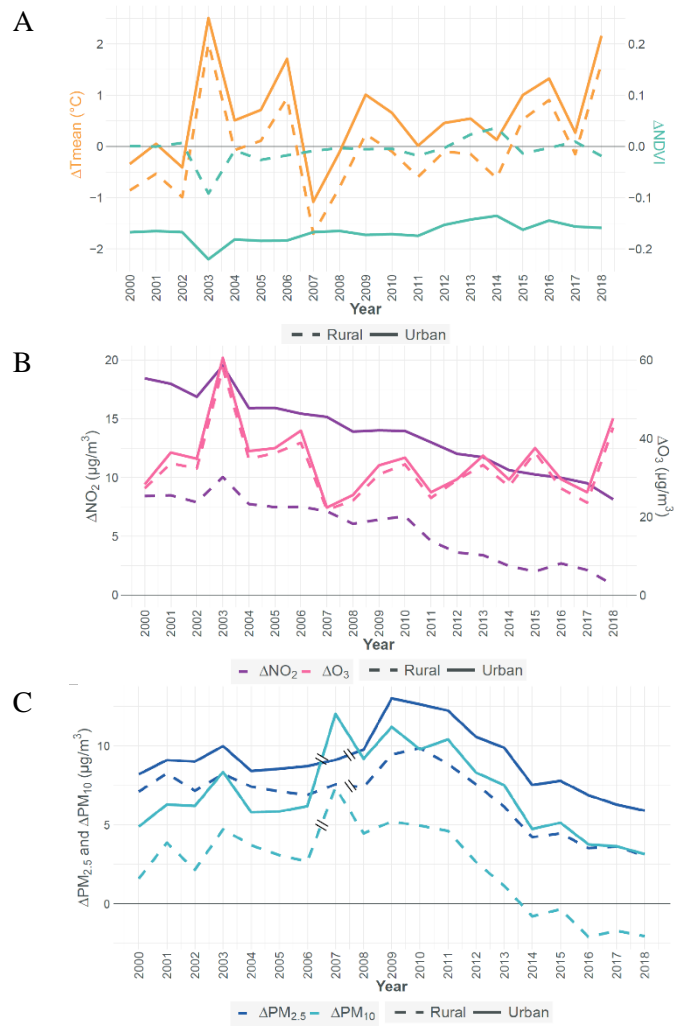 A
ΔTmean (°C)
2
1
0
−1
−2
0.2
0.1
0.0
−0.1
−0.2
ΔNDVI
2000 2001 2002 2003 2004 2005 2006 2007 2008 2009 2010 2011 2012 2013 2014 2015 2016 2017 2018
Year
Rural Urban
B
ΔNO₂ (µg/m³)
20
15
10
5
0
60
40
20
0
ΔO₃ (µg/m³)
2000 2001 2002 2003 2004 2005 2006 2007 2008 2009 2010 2011 2012 2013 2014 2015 2016 2017 2018
Year
ΔNO₂ ΔO₃ Rural Urban
C
ΔPM₂.₅ and ΔPM₁₀ (µg/m³)
10
5
0
2000 2001 2002 2003 2004 2005 2006 2007 2008 2009 2010 2011 2012 2013 2014 2015 2016 2017 2018
Year
ΔPM₂.₅ ΔPM₁₀ Rural Urban